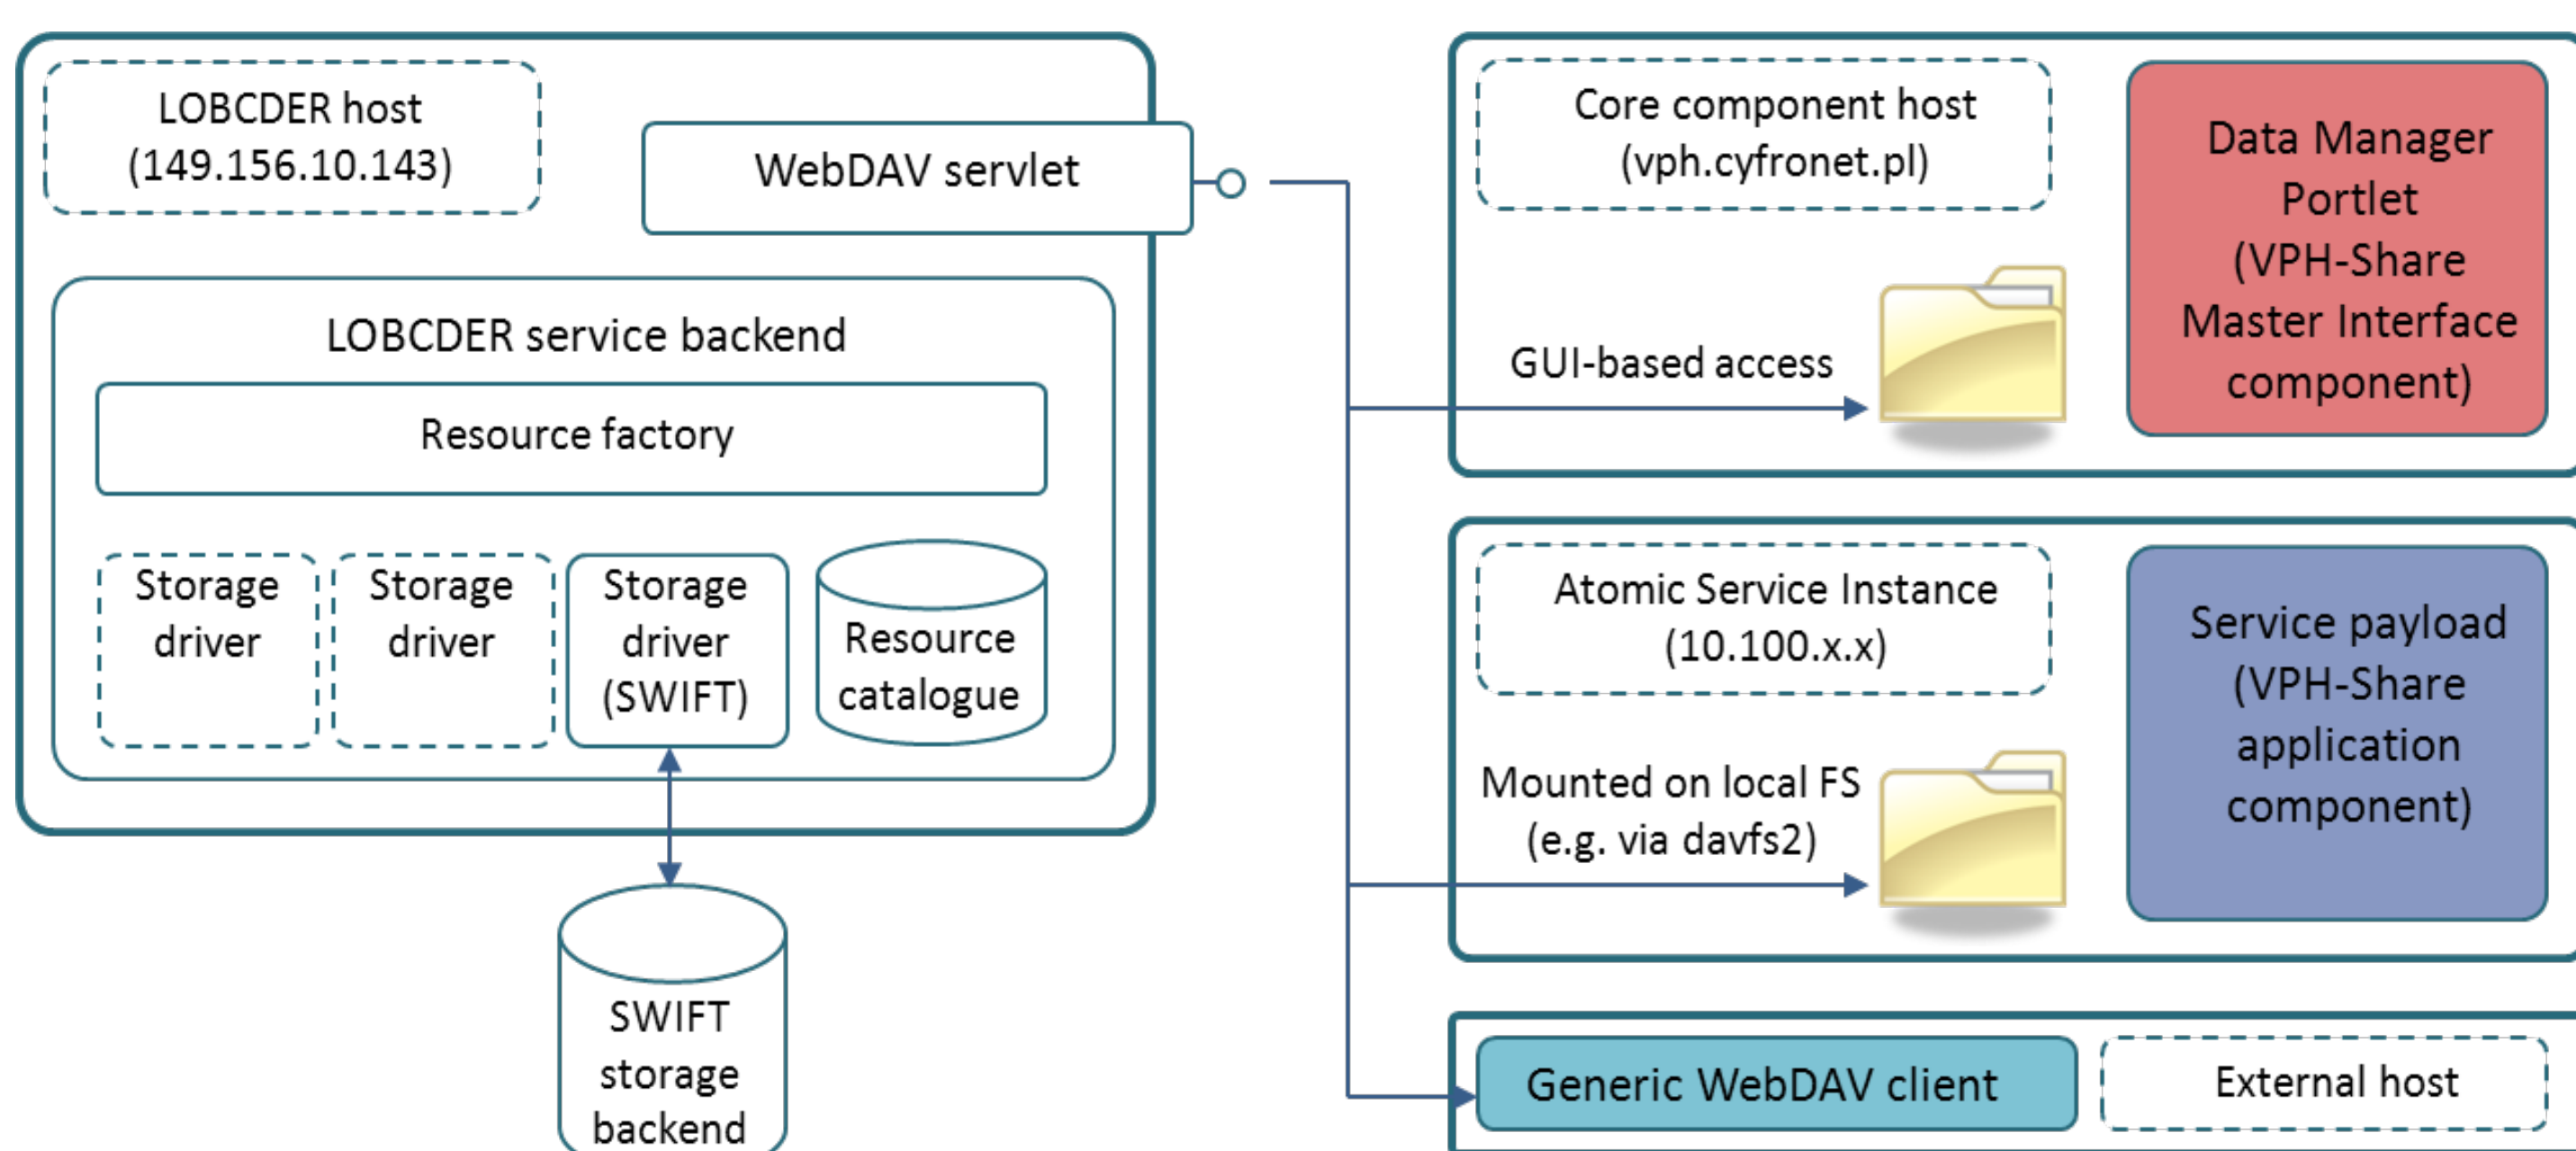 LOBCDER host
(149.156.10.143)
WebDAV servlet
LOBCDER service backend
Resource factory
Storage
driver
Storage
driver
Storage
driver
(SWIFT)
Resource
catalogue
SWIFT
storage
backend
Core component host
(vph.cyfronet.pl)
GUI-based access
Data Manager
Portlet
(VPH-Share
Master Interface
component)
Atomic Service Instance
(10.100.x.x)
Mounted on local FS
(e.g. via davfs2)
Service payload
(VPH-Share
application
component)
Generic WebDAV client
External host